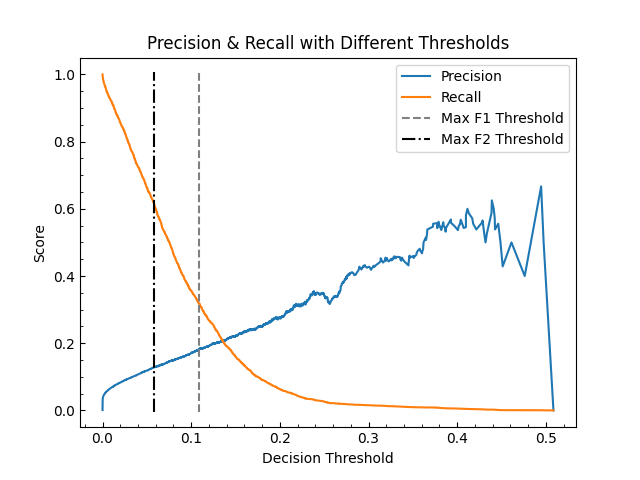 Precision & Recall with Different Thresholds
Precision
Recall
Max F1 Threshold
Max F2 Threshold
Score
1.0
0.8
0.6
0.4
0.2
0.0
0.0 0.1 0.2 0.3 0.4 0.5
Decision Threshold